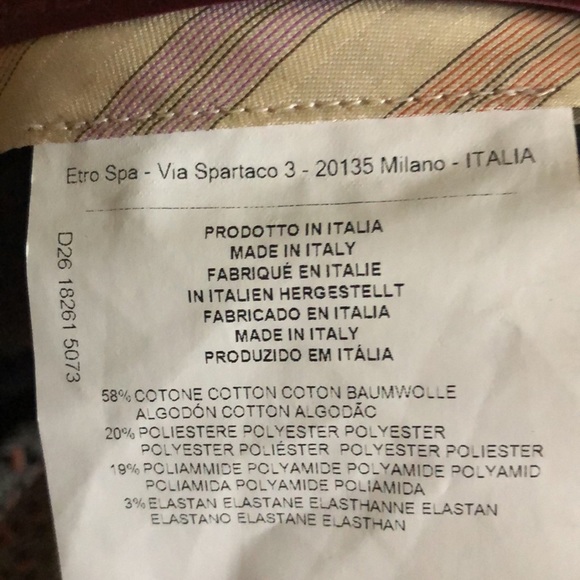 Etro Spa - Via Spartaco 3 - 20135 Milano - ITALIA
D26 18261 5073
PRODOTTO IN ITALIA
MADE IN ITALY
FABRIQUÉ EN ITALIE
IN ITALIEN HERGESTELLT
FABRICADO EN ITALIA
MADE IN ITALY
PRODUZIDO EM ITÁLIA
58% COTONE COTTON COTON BAUMWOLLE
ALGODÓN COTTON ALGODÃC
20% POLIESTERE POLYESTER POLYESTER
POLYESTER POLIÉSTER POLYESTER POLIESTER
19% POLIAMMIDE POLYAMIDE POLYAMIDE POLYAMID
POLIAMIDA POLYAMIDE POLIAMIDA
3% ELASTAN ELASTANE ELASTHANNE ELASTAN
ELASTANO ELASTANE ELASTHAN